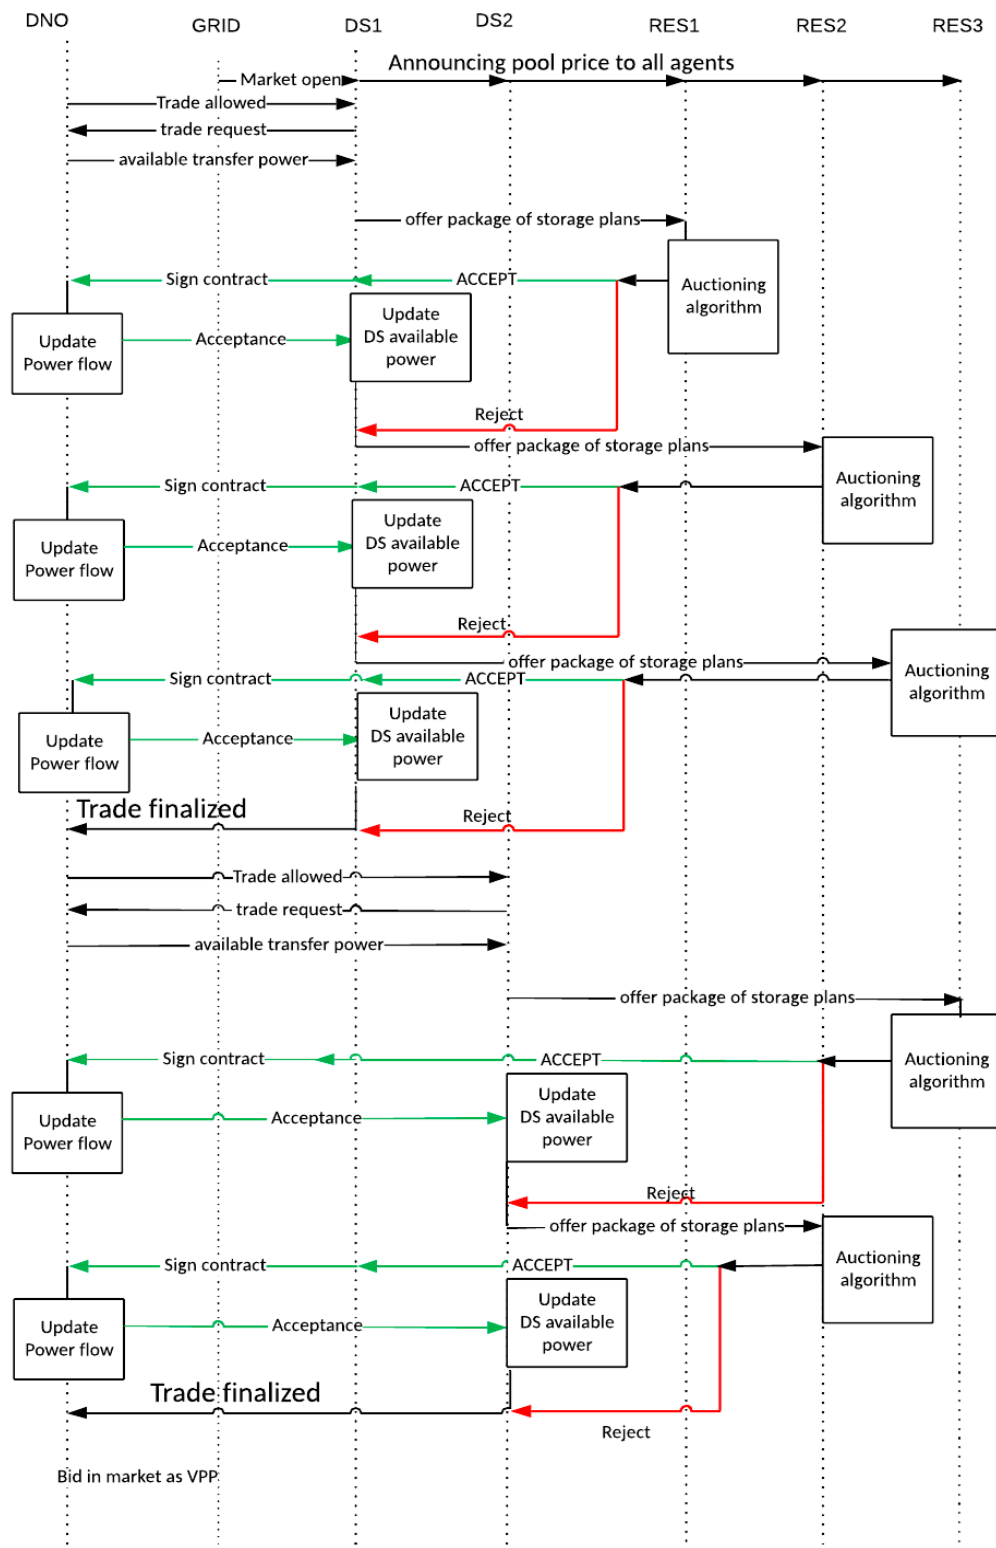 DNO
GRID
DS1
DS2
RES1
RES2
RES3
Announcing pool price to all agents
Market open
Trade allowed
trade request
available transfer power
offer package of storage plans
Auctioning
algorithm
Sign contract
ACCEPT
Update
Power flow
Acceptance
Update
DS available
power
Reject
offer package of storage plans
Auctioning
algorithm
Sign contract
ACCEPT
Update
Power flow
Acceptance
Update
DS available
power
Reject
offer package of storage plans
Auctioning
algorithm
Sign contract
ACCEPT
Update
Power flow
Acceptance
Update
DS available
power
Trade finalized
Reject
Trade allowed
trade request
available transfer power
offer package of storage plans
Auctioning
algorithm
Sign contract
ACCEPT
Update
Power flow
Acceptance
Update
DS available
power
Reject
offer package of storage plans
Auctioning
algorithm
Sign contract
ACCEPT
Update
Power flow
Acceptance
Update
DS available
power
Trade finalized
Reject
Bid in market as VPP